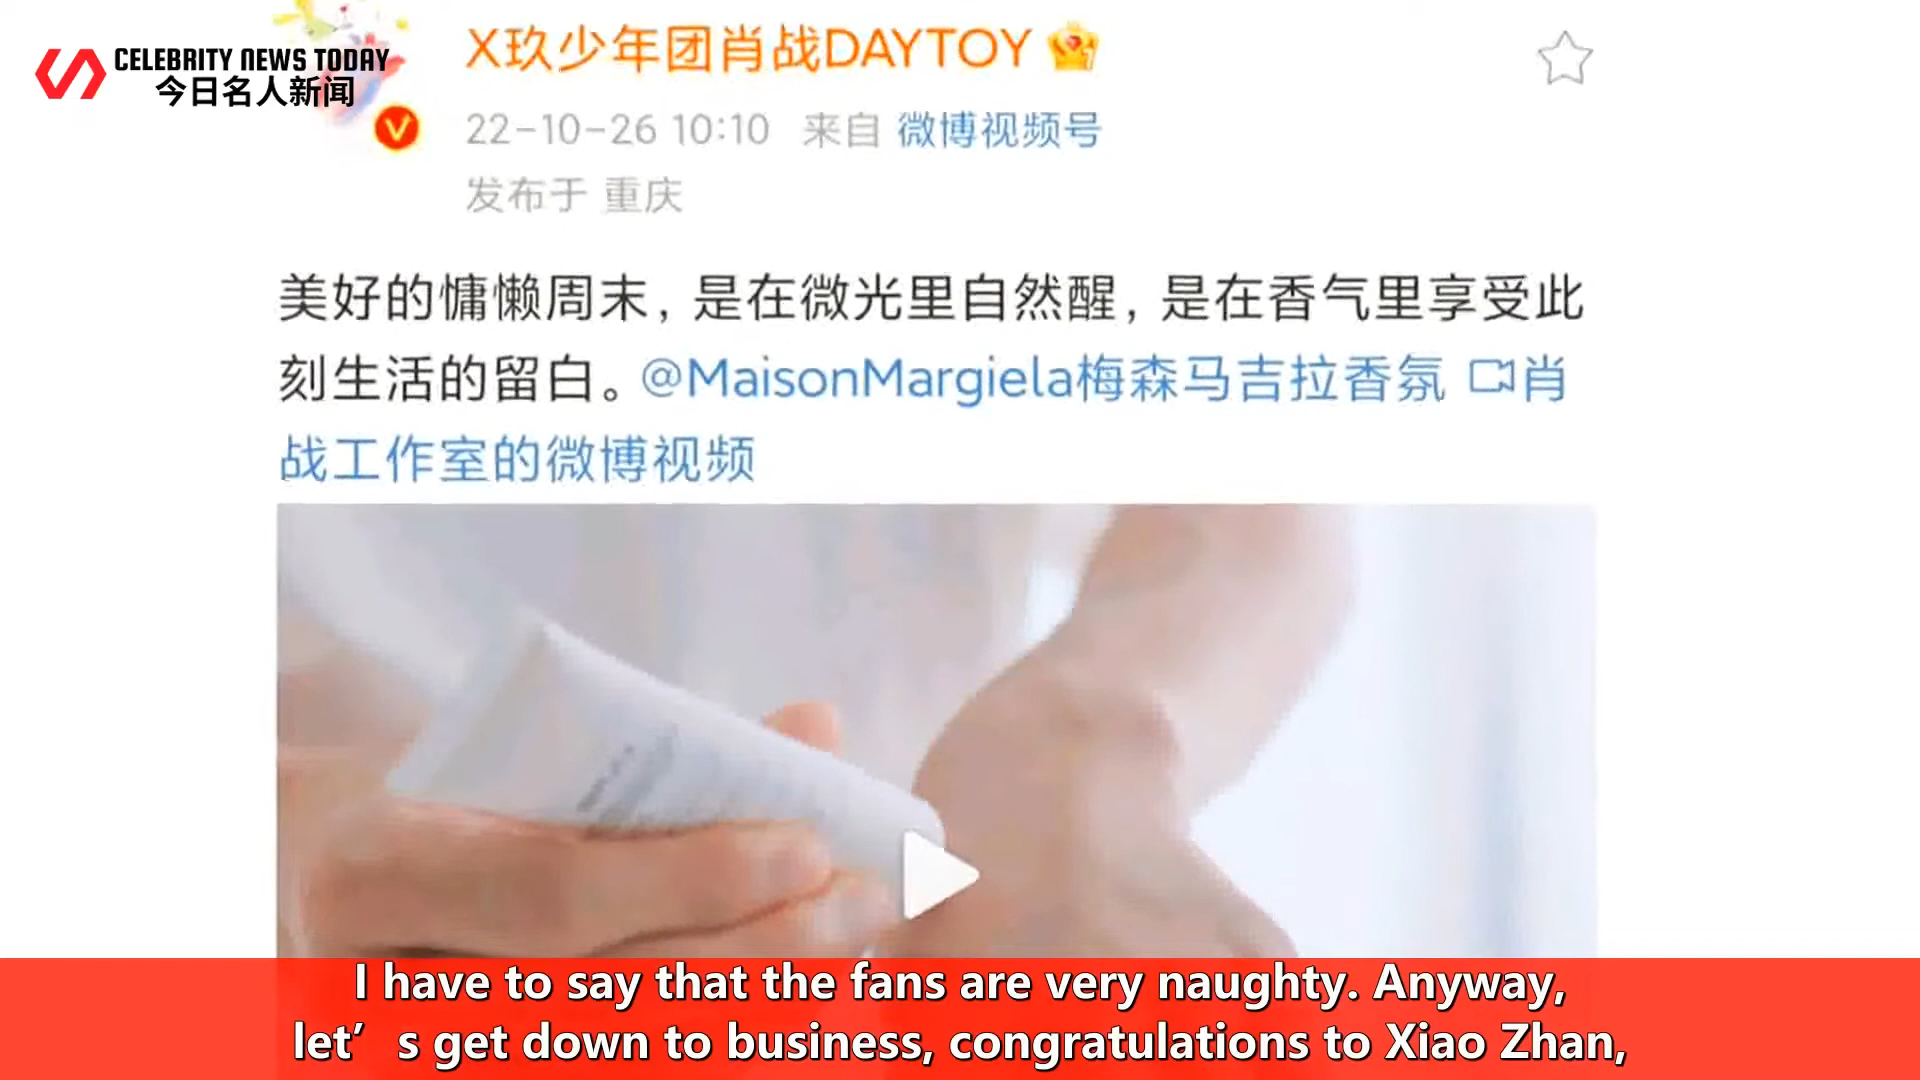 CELEBRITY NEWS TODAY
今日名人新闻
X玖少年团肖战DAYTOY
22-10-26 10:10 来自 微博视频号
发布于 重庆
美好的慵懒周末，是在微光里自然醒，是在香气里享受此
刻生活的留白。@MaisonMargiela梅森马吉拉香氛 肖
战工作室的微博视频
I have to say that the fans are very naughty. Anyway,
let’s get down to business, congratulations to Xiao Zhan,